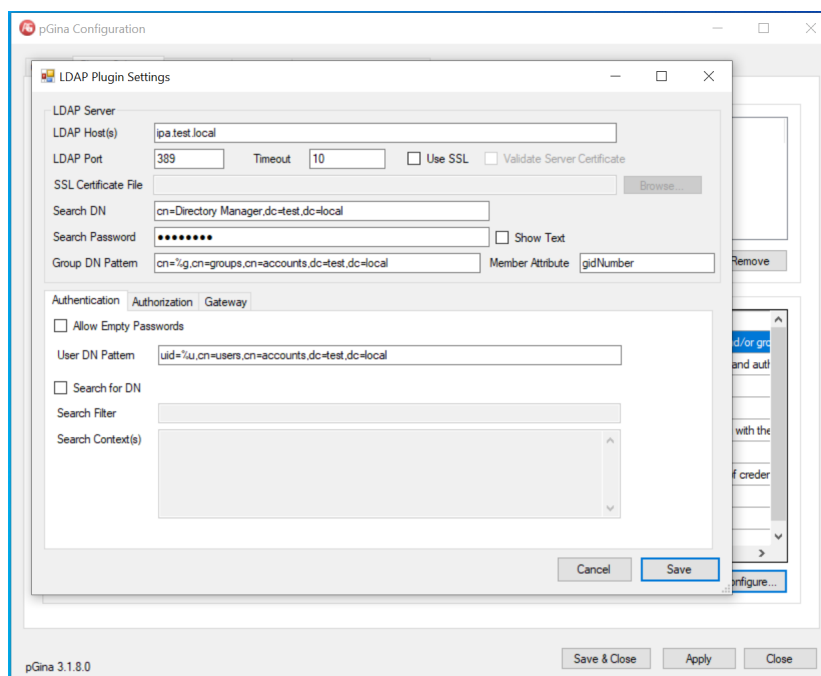 pGina Configuration
LDAP Plugin Settings
LDAP Server
LDAP Host(s) ipa.test.local
LDAP Port 389 Timeout 10 Use SSL Validate Server Certificate
SSL Certificate File Browse...
Search DN cn=Directory Manager,dc=test,dc=local
Search Password ●●●●●●●● Show Text
Group DN Pattern cn=%g,cn=groups,cn=accounts,dc=test,dc=local Member Attribute gidNumber
Remove
Authentication Authorization Gateway
Allow Empty Passwords
d/or gro
User DN Pattern uid=%u,cn=users,cn=accounts,dc=test,dc=local
and auth
Search for DN
Search Filter
Search Context(s)
with the
of creden
Cancel Save
onfigure...
Save & Close Apply Close
pGina 3.1.8.0